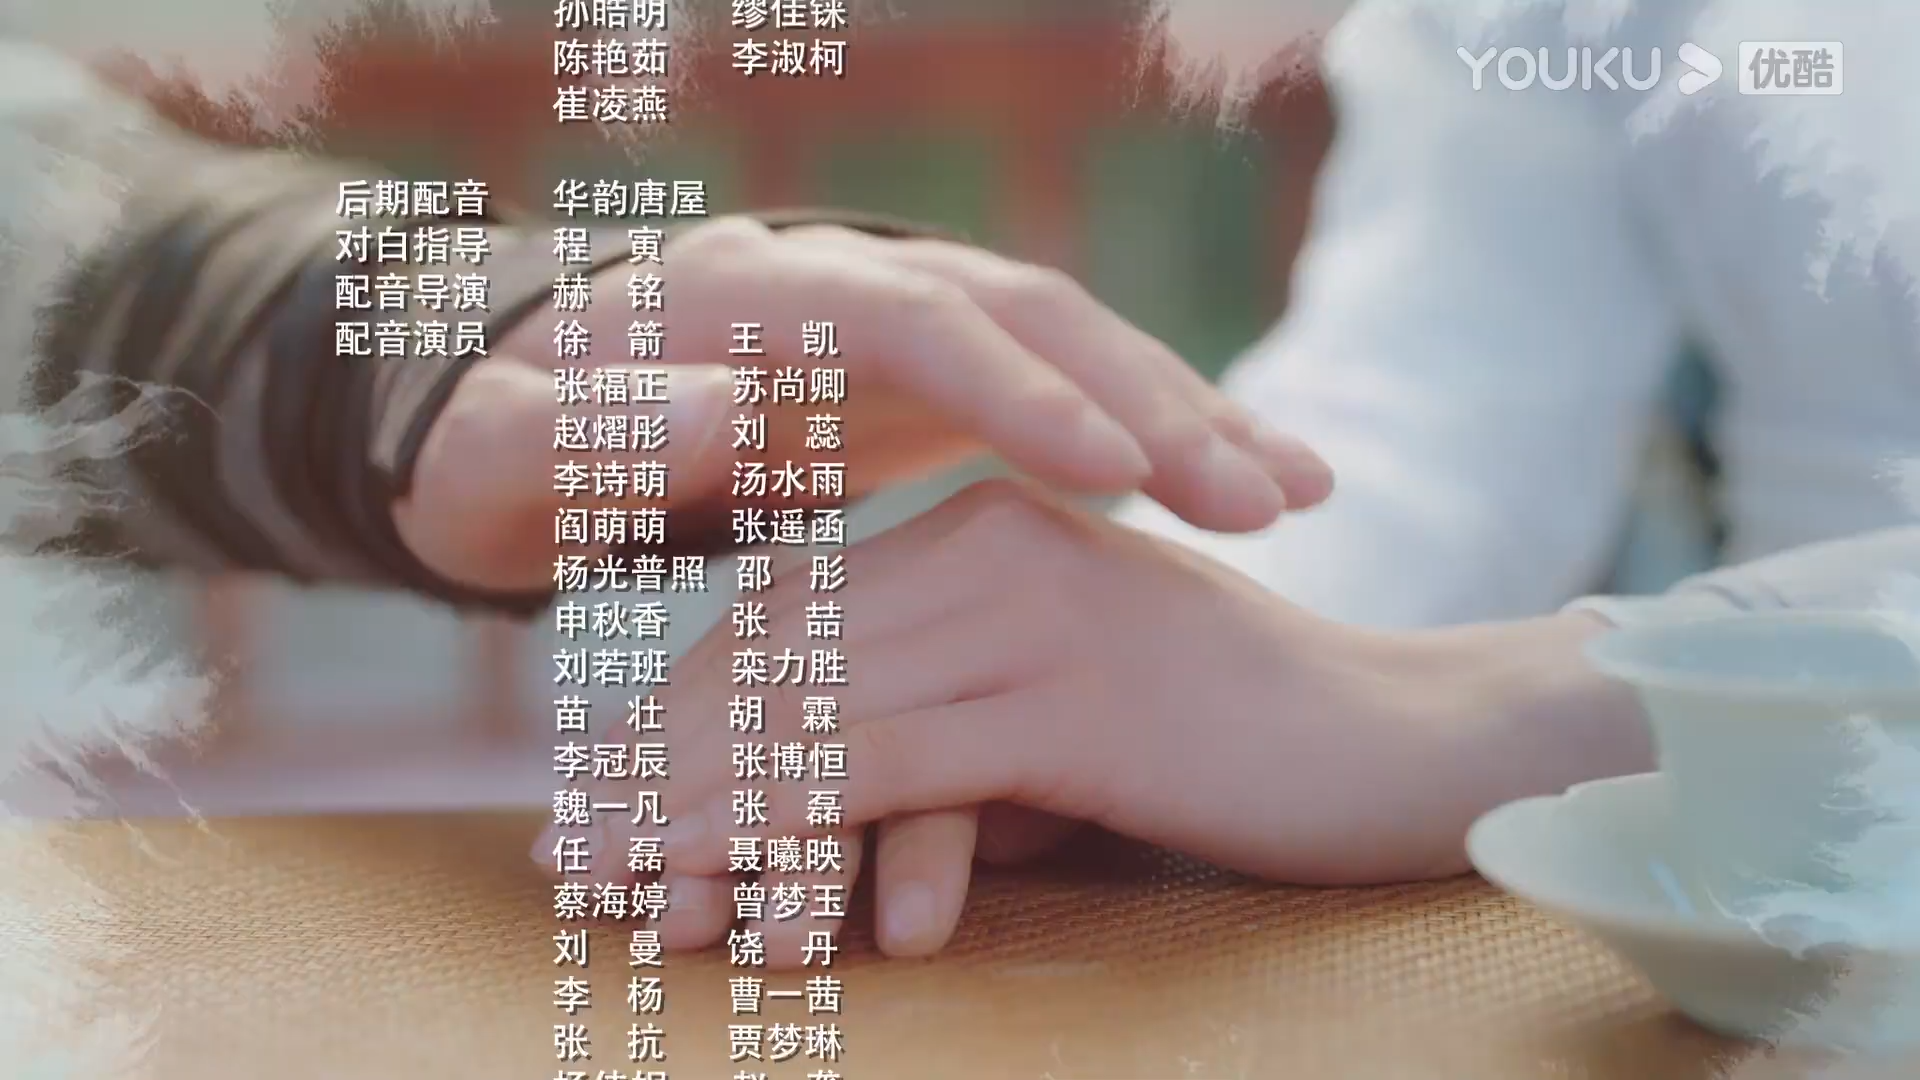 孙皓明 缪佳铼
YOUKU 优酷
陈艳茹 李淑柯
崔凌燕
后期配音 华韵唐屋
对白指导 程 寅
配音导演 赫 铭
配音演员 徐 箭 王 凯
张福正 苏尚卿
赵熠彤 刘 蕊
李诗萌 汤水雨
阎萌萌 张遥函
杨光普照 邵 彤
申秋香 张 喆
刘若班 栾力胜
苗 壮 胡 霖
李冠辰 张博恒
魏一凡 张 磊
任 磊 聂曦映
蔡海婷 曾梦玉
刘 曼 饶 丹
李 杨 曹一茜
张 抗 贾梦琳